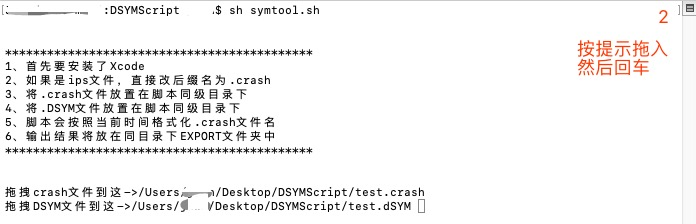 :DSYMScript $ sh symtool.sh
2
按提示拖入
然后回车
******************************************
1、首先要安装了Xcode
2、如果是ips文件，直接改后缀名为.crash
3、将.crash文件放置在脚本同级目录下
4、将.DSYM文件放置在脚本同级目录下
5、脚本会按照当前时间格式化.crash文件名
6、输出结果将放在同目录下EXPORT文件夹中
******************************************
拖拽crash文件到这->/Users/ /Desktop/DSYMScript/test.crash
拖拽DSYM文件到这->/Users/ /Desktop/DSYMScript/test.dSYM